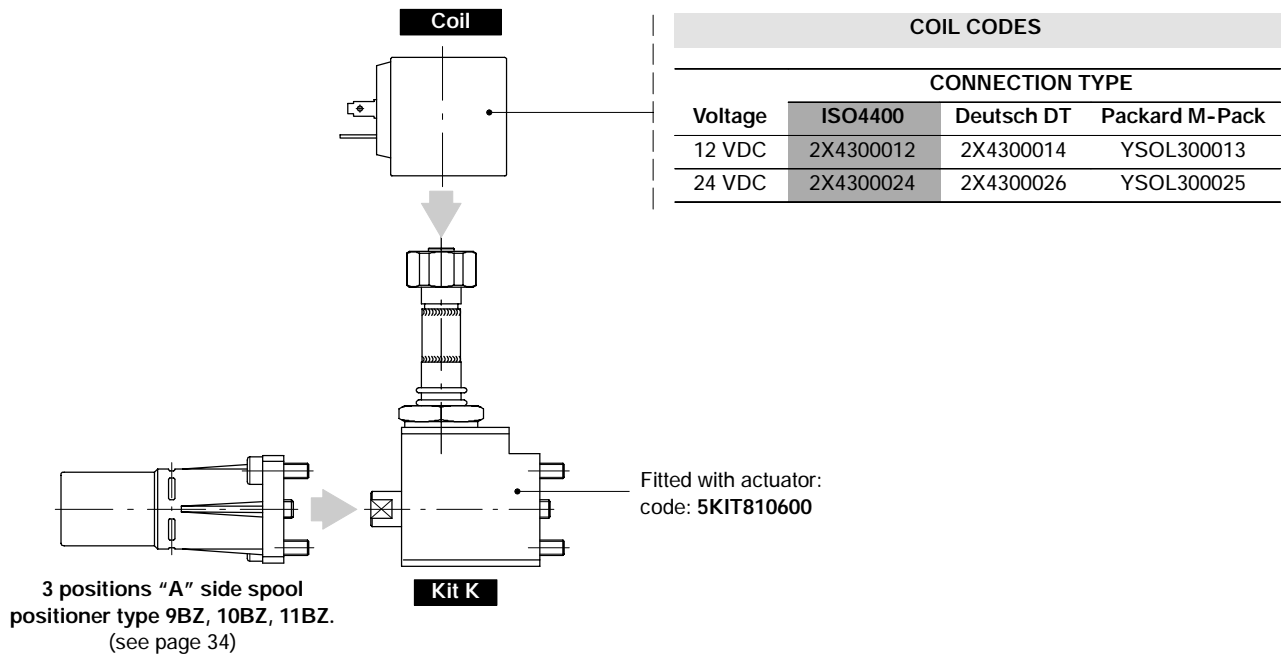 Coil
COIL CODES
CONNECTION TYPE
Voltage ISO4400 Deutsch DT Packard M-Pack
12 VDC 2X4300012 2X4300014 YSOL300013
24 VDC 2X4300024 2X4300026 YSOL300025
Fitted with actuator:
code: 5KIT810600
Kit K
3 positions “A” side spool
positioner type 9BZ, 10BZ, 11BZ.
(see page 34)